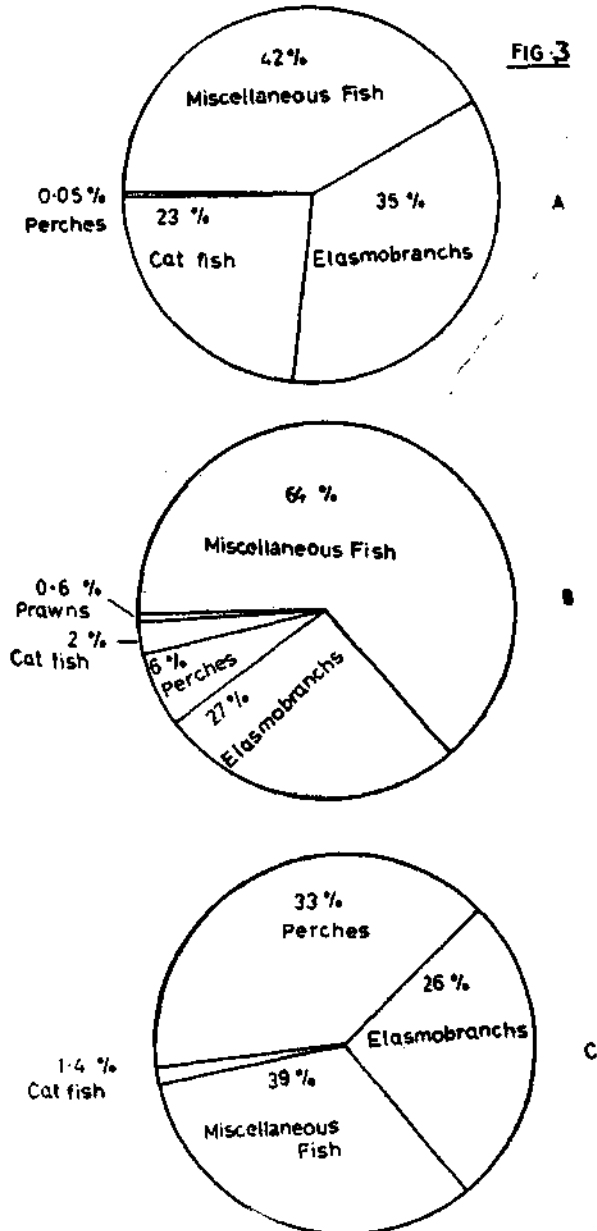 FIG·3
42%
Miscellaneous Fish
0·05%
Perches
23 %
Cat fish
35 %
Elasmobranchs
A
64 %
Miscellaneous Fish
0·6 %
Prawns
2 %
Cat fish
6 %
Perches
27 %
Elasmobranchs
B
33 %
Perches
26 %
Elasmobranchs
1·4 %
Cat fish
39 %
Miscellaneous
Fish
C